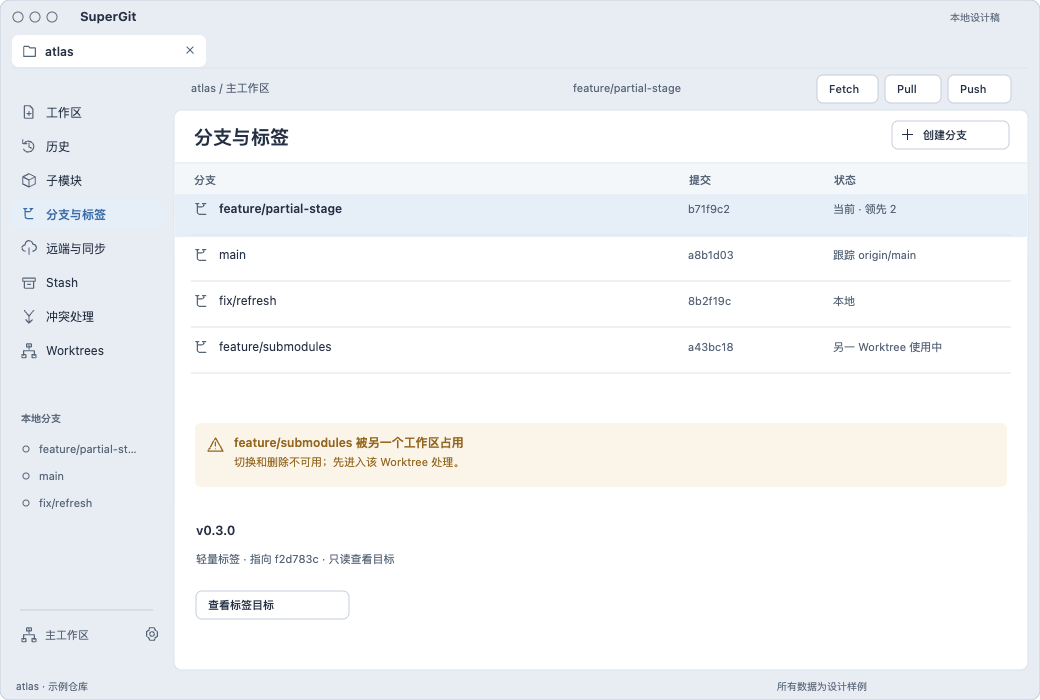 SuperGit
本地设计稿
atlas
atlas / 主工作区
feature/partial-stage
Fetch
Pull
Push
工作区
历史
子模块
分支与标签
远端与同步
Stash
冲突处理
Worktrees
本地分支
feature/partial-st...
main
fix/refresh
主工作区
分支与标签
创建分支
分支 提交 状态
feature/partial-stage b71f9c2 当前 · 领先 2
main a8b1d03 跟踪 origin/main
fix/refresh 8b2f19c 本地
feature/submodules a43bc18 另一 Worktree 使用中
feature/submodules 被另一个工作区占用
切换和删除不可用；先进入该 Worktree 处理。
v0.3.0
轻量标签 · 指向 f2d783c · 只读查看目标
查看标签目标
atlas · 示例仓库
所有数据为设计样例